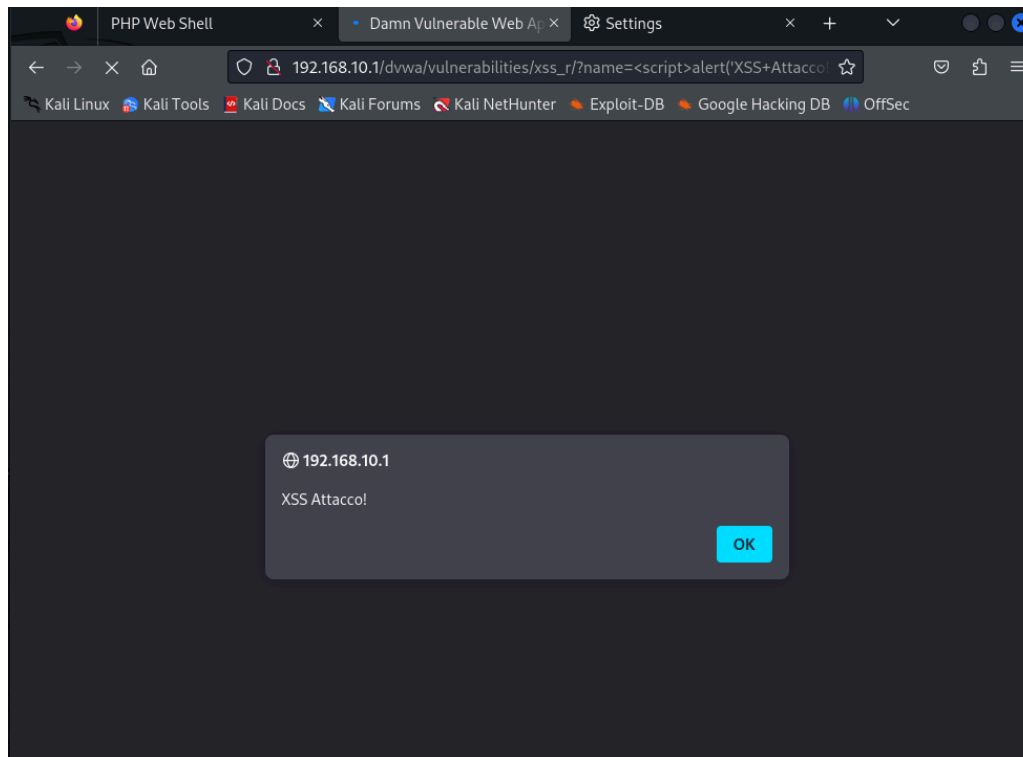 PHP Web Shell
Damn Vulnerable Web Ap
Settings
192.168.10.1/dvwa/vulnerabilities/xss_r/?name=<script>alert('XSS+Attacco!
Kali Linux Kali Tools Kali Docs Kali Forums Kali NetHunter Exploit-DB Google Hacking DB OffSec
192.168.10.1
XSS Attacco!
OK